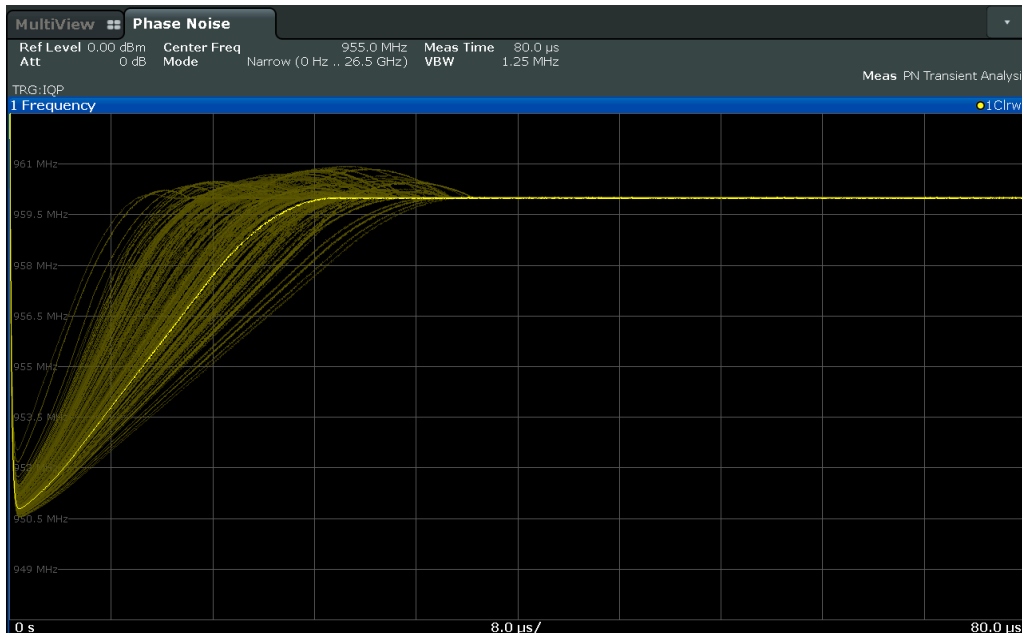 MultiView Phase Noise
Ref Level 0.00 dBm Center Freq 955.0 MHz Meas Time 80.0 µs
Att 0 dB Mode Narrow (0 Hz .. 26.5 GHz) VBW 1.25 MHz
Meas PN Transient Analysi
TRG:IQP
1 Frequency 1Clrw
961 MHz
959.5 MHz
958 MHz
956.5 MHz
955 MHz
953.5 MHz
952 MHz
950.5 MHz
949 MHz
0 s 8.0 µs/ 80.0 µs